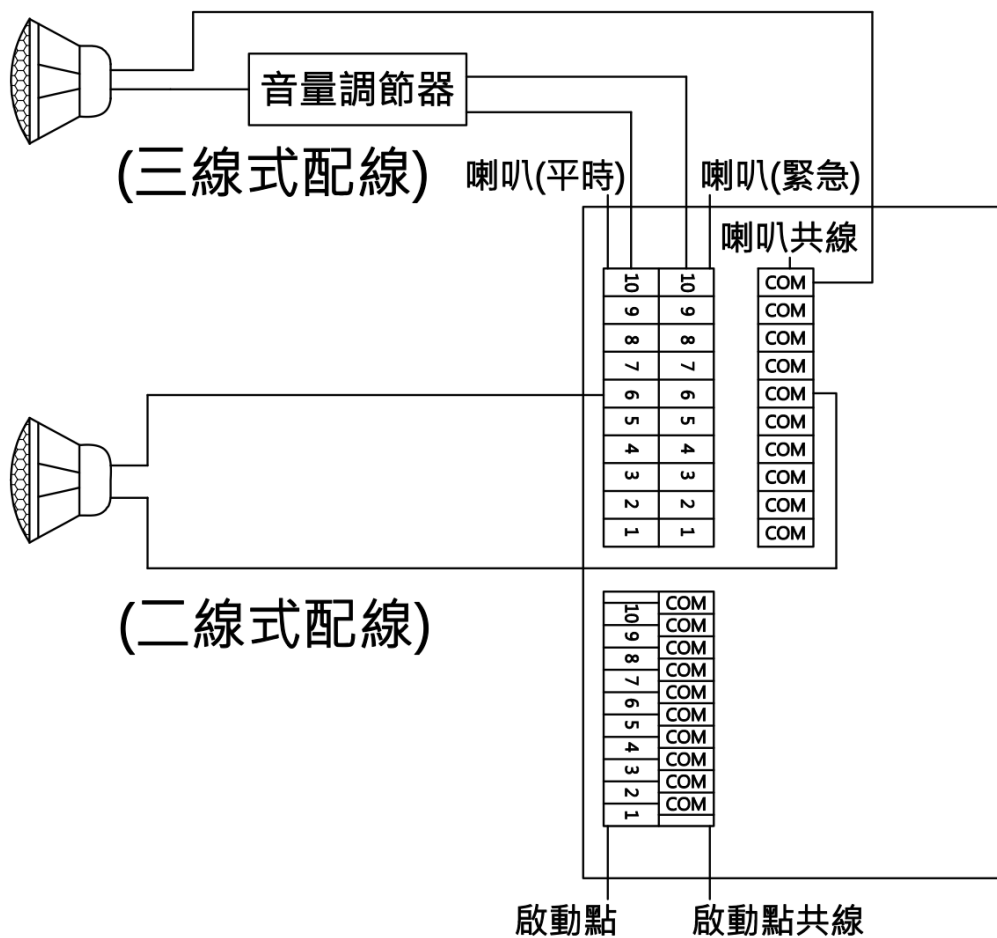 音量調節器
(三線式配線)
喇叭(平時)
喇叭(緊急)
喇叭共線
10 10 COM
9 9 COM
8 8 COM
7 7 COM
6 6 COM
5 5 COM
4 4 COM
3 3 COM
2 2 COM
1 1 COM
(二線式配線)
10 COM
9 COM
8 COM
7 COM
6 COM
5 COM
4 COM
3 COM
2 COM
1 COM
啟動點
啟動點共線